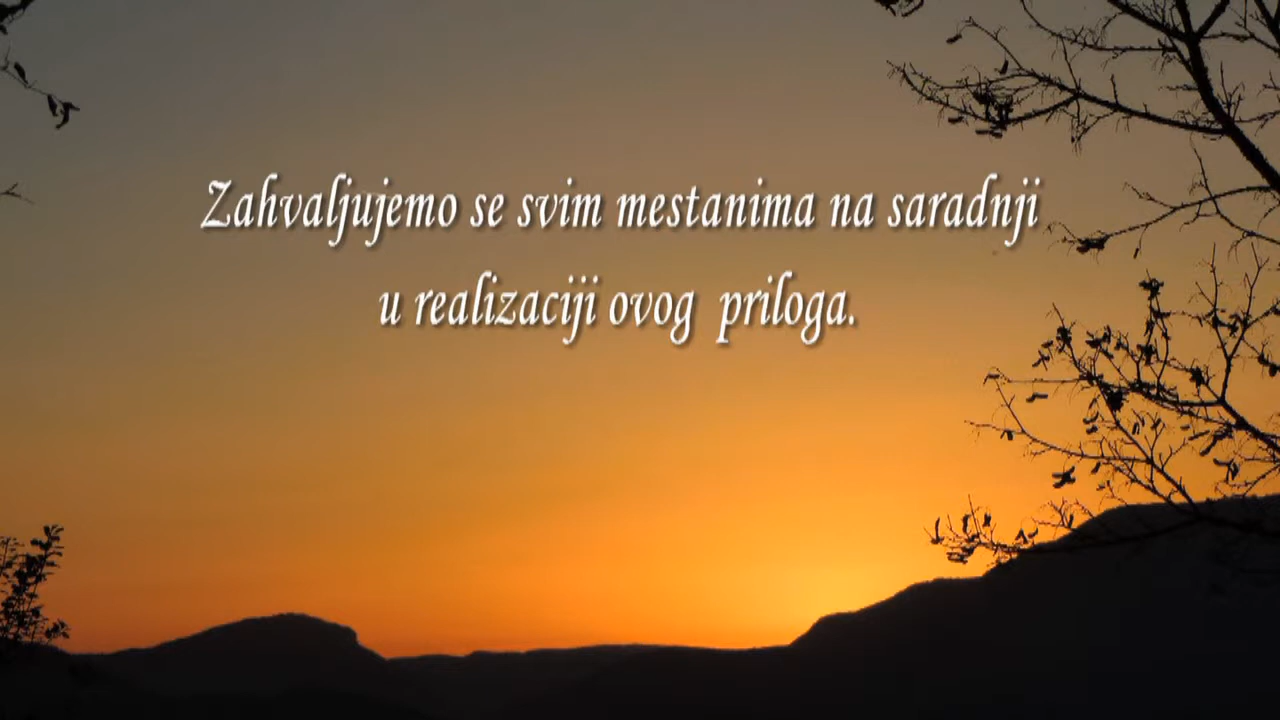 Zahvaljujemo se svim mestanima na saradnji
u realizaciji ovog priloga.